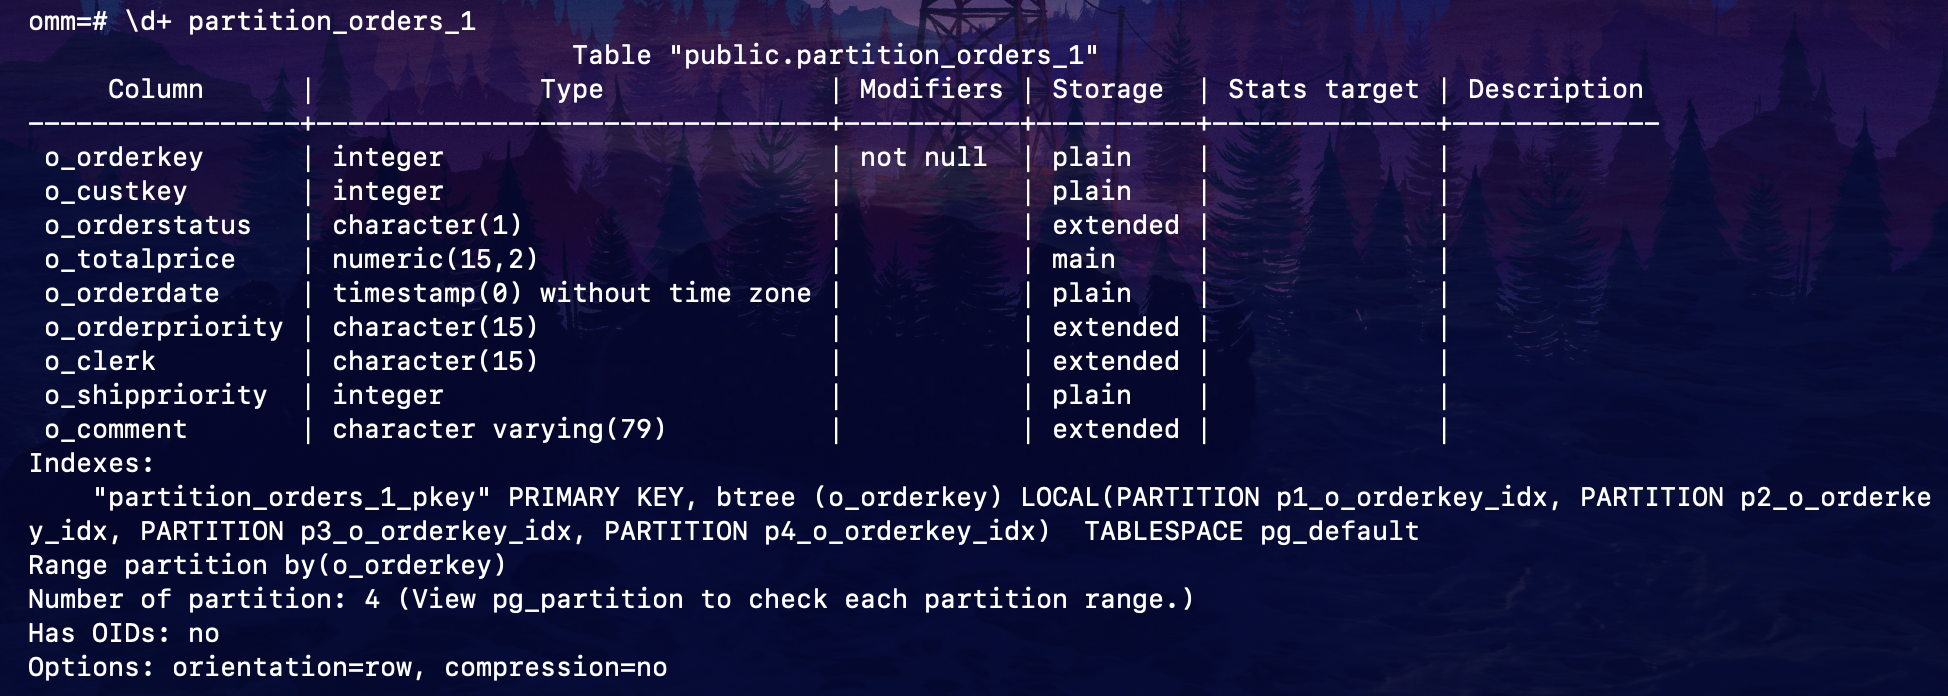 omm=# \d+ partition_orders_1
                                  Table "public.partition_orders_1"
     Column      |              Type              | Modifiers | Storage  | Stats target | Description
-----------------+--------------------------------+-----------+----------+--------------+-------------
 o_orderkey      | integer                        | not null  | plain    |              |
 o_custkey       | integer                        |           | plain    |              |
 o_orderstatus   | character(1)                   |           | extended |              |
 o_totalprice    | numeric(15,2)                  |           | main     |              |
 o_orderdate     | timestamp(0) without time zone |           | plain    |              |
 o_orderpriority | character(15)                  |           | extended |              |
 o_clerk         | character(15)                  |           | extended |              |
 o_shippriority  | integer                        |           | plain    |              |
 o_comment       | character varying(79)          |           | extended |              |
Indexes:
    "partition_orders_1_pkey" PRIMARY KEY, btree (o_orderkey) LOCAL(PARTITION p1_o_orderkey_idx, PARTITION p2_o_orderke
y_idx, PARTITION p3_o_orderkey_idx, PARTITION p4_o_orderkey_idx)  TABLESPACE pg_default
Range partition by(o_orderkey)
Number of partition: 4 (View pg_partition to check each partition range.)
Has OIDs: no
Options: orientation=row, compression=no